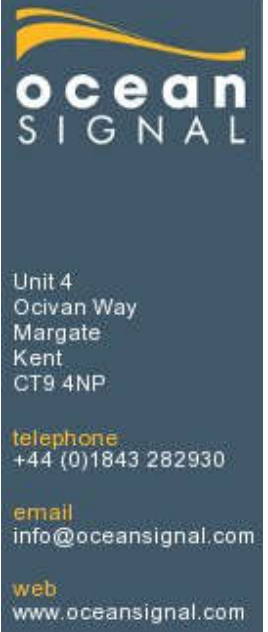 ocean
SIGNAL
Unit 4
Ocivan Way
Margate
Kent
CT9 4NP
telephone
+44 (0)1843 282930
email
info@oceansignal.com
web
www.oceansignal.com